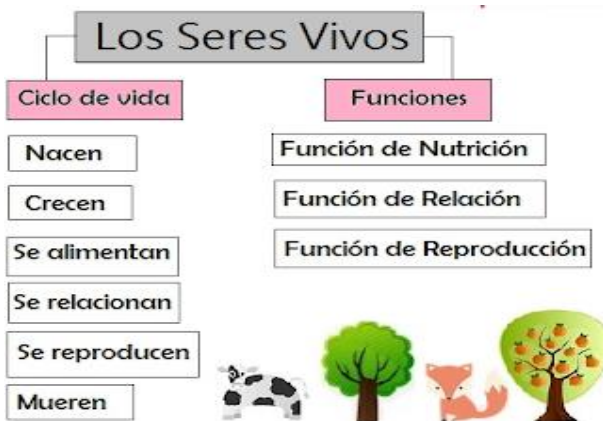 Los Seres Vivos
Ciclo de vida
Nacen
Crecen
Se alimentan
Se relacionan
Se reproducen
Mueren
Funciones
Función de Nutrición
Función de Relación
Función de Reproducción